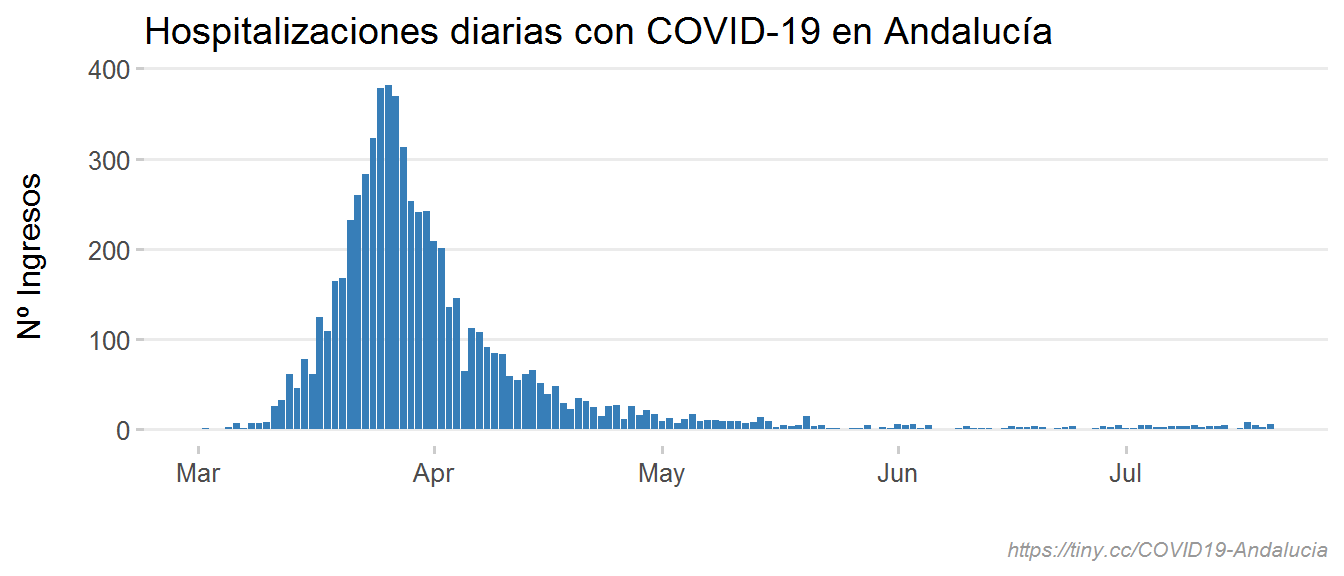 Hospitalizaciones diarias con COVID-19 en Andalucía
400
300
200
100
0
Nº Ingresos
Mar Apr May Jun Jul
https://tiny.cc/COVID19-Andalucia